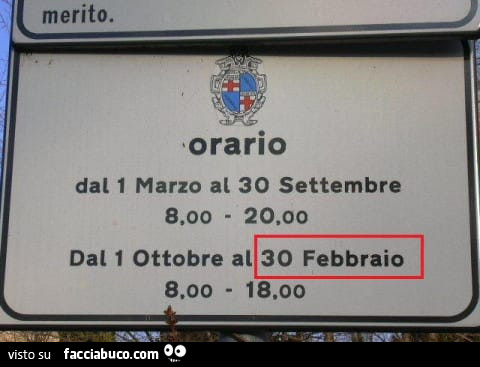 merito.
orario
dal 1 Marzo al 30 Settembre
8,00 - 20,00
Dal 1 Ottobre al 30 Febbraio
8,00 - 18,00
visto su facciabuco.com